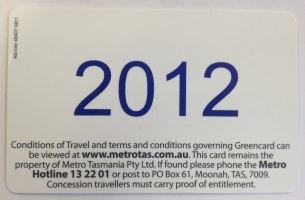 2012
Conditions of Travel and terms and conditions governing Greencard can
be viewed at www.metrotas.com.au. This card remains the
property of Metro Tasmania Pty Ltd. If found please phone the Metro
Hotline 13 22 01 or post to PO Box 61, Moonah, TAS, 7009.
Concession travellers must carry proof of entitlement.